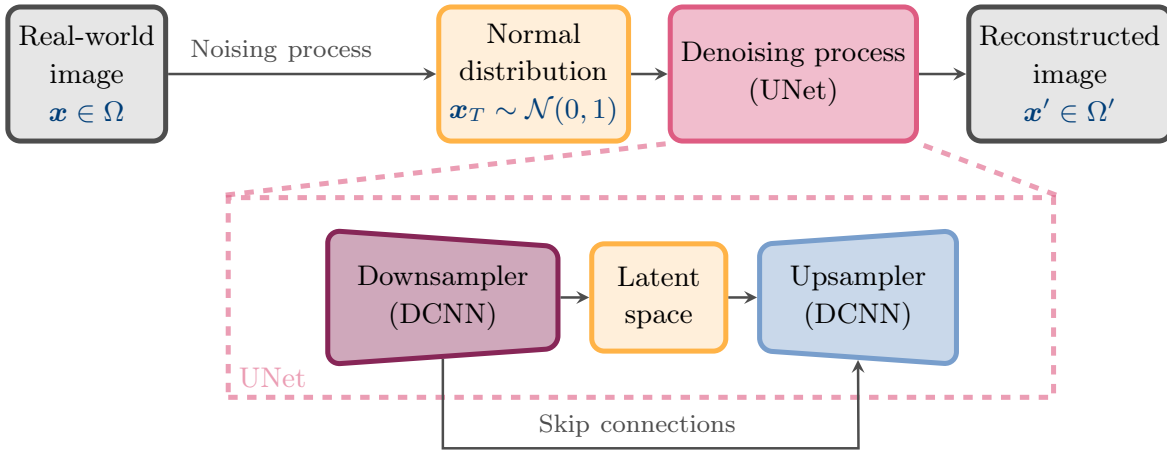 Real-world
image
𝒙 ∈ Ω
Noising process
Normal
distribution
𝒙_T ∼ 𝒩(0, 1)
Denoising process
(UNet)
Reconstructed
image
𝒙′ ∈ Ω′
Downsampler
(DCNN)
Latent
space
Upsampler
(DCNN)
UNet
Skip connections